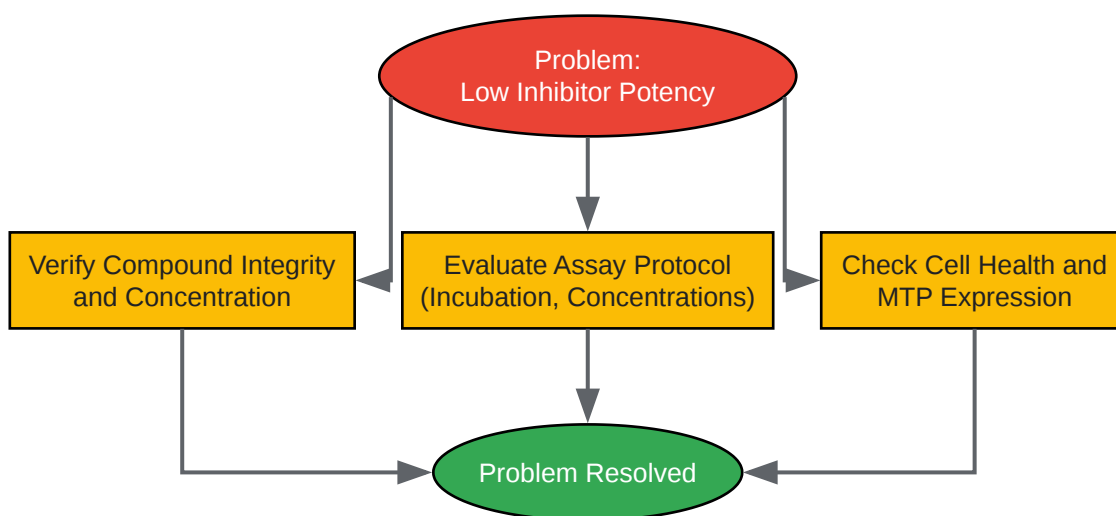 Problem:
Low Inhibitor Potency
Verify Compound Integrity
and Concentration
Evaluate Assay Protocol
(Incubation, Concentrations)
Check Cell Health and
MTP Expression
Problem Resolved